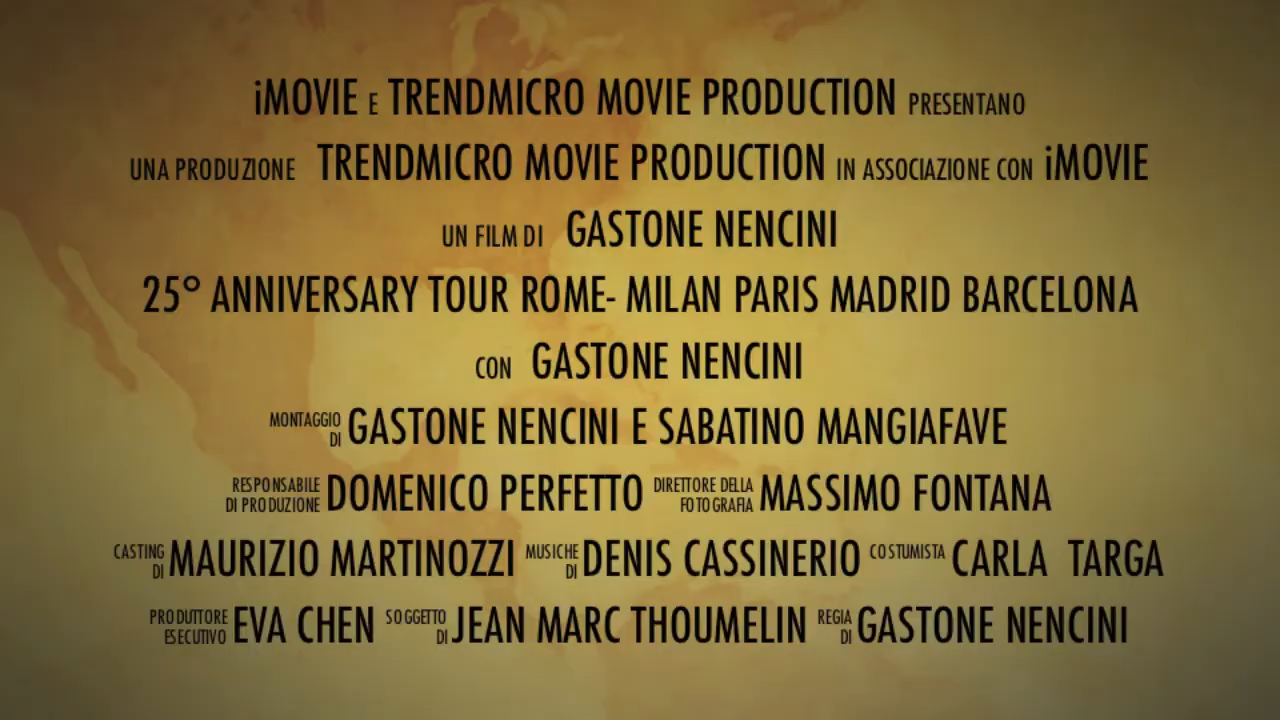 iMOVIE E TRENDMICRO MOVIE PRODUCTION PRESENTANO
UNA PRODUZIONE TRENDMICRO MOVIE PRODUCTION IN ASSOCIAZIONE CON iMOVIE
UN FILM DI GASTONE NENCINI
25° ANNIVERSARY TOUR ROME- MILAN PARIS MADRID BARCELONA
CON GASTONE NENCINI
MONTAGGIO DI GASTONE NENCINI E SABATINO MANGIAFAVE
RESPONSABILE DI PRODUZIONE DOMENICO PERFETTO DIRETTORE DELLA FOTOGRAFIA MASSIMO FONTANA
CASTING DI MAURIZIO MARTINOZZI MUSICHE DI DENIS CASSINERIO COSTUMISTA CARLA TARGA
PRODUTTORE ESECUTIVO EVA CHEN SOGGETTO DI JEAN MARC THOUMELIN REGIA DI GASTONE NENCINI